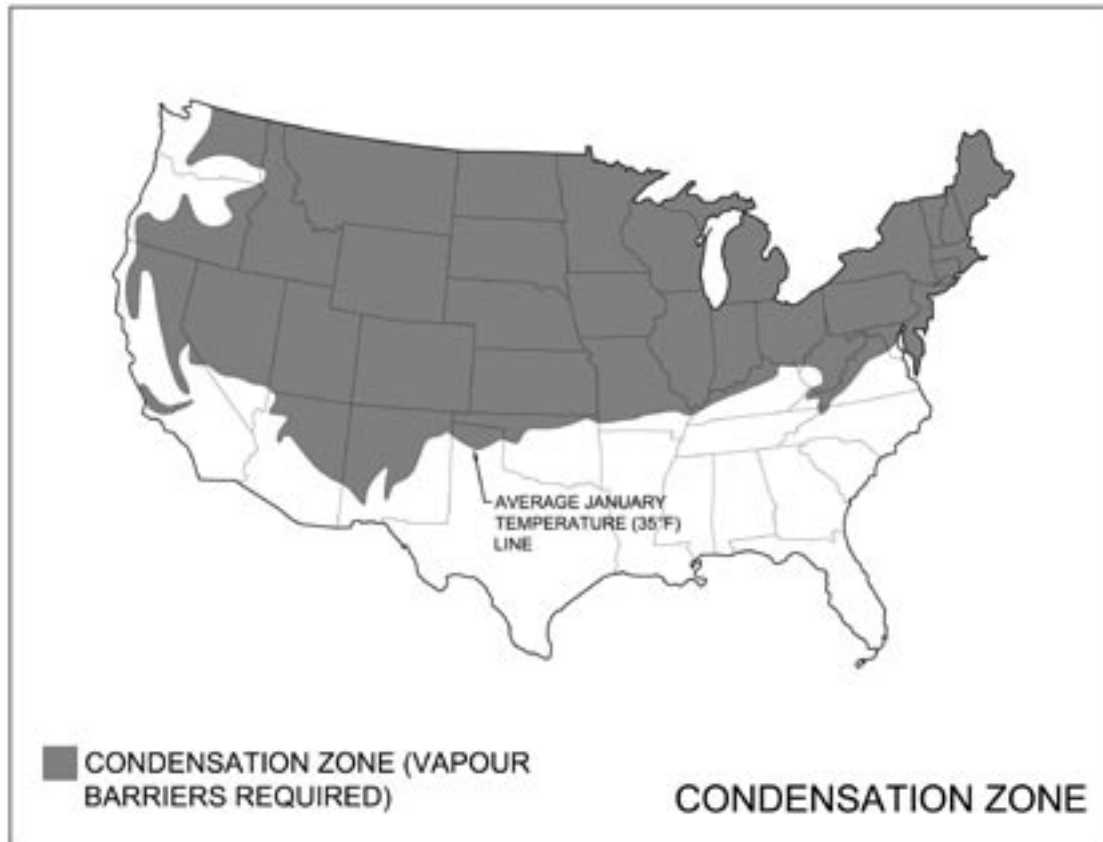 AVERAGE JANUARY
TEMPERATURE (35°F)
LINE
CONDENSATION ZONE (VAPOUR
BARRIERS REQUIRED)
CONDENSATION ZONE